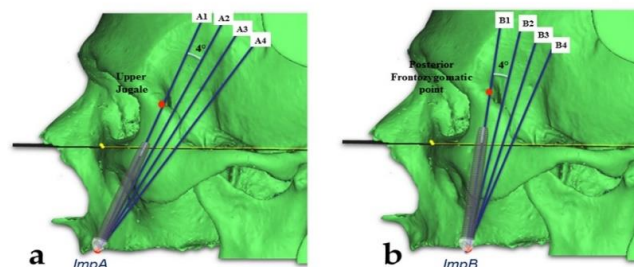 A1
A2
A3
A4
4°
Upper
Jugale
a
ImpA
B1
B2
B3
B4
4°
Posterior
Frontozygomatic
point
b
ImpB